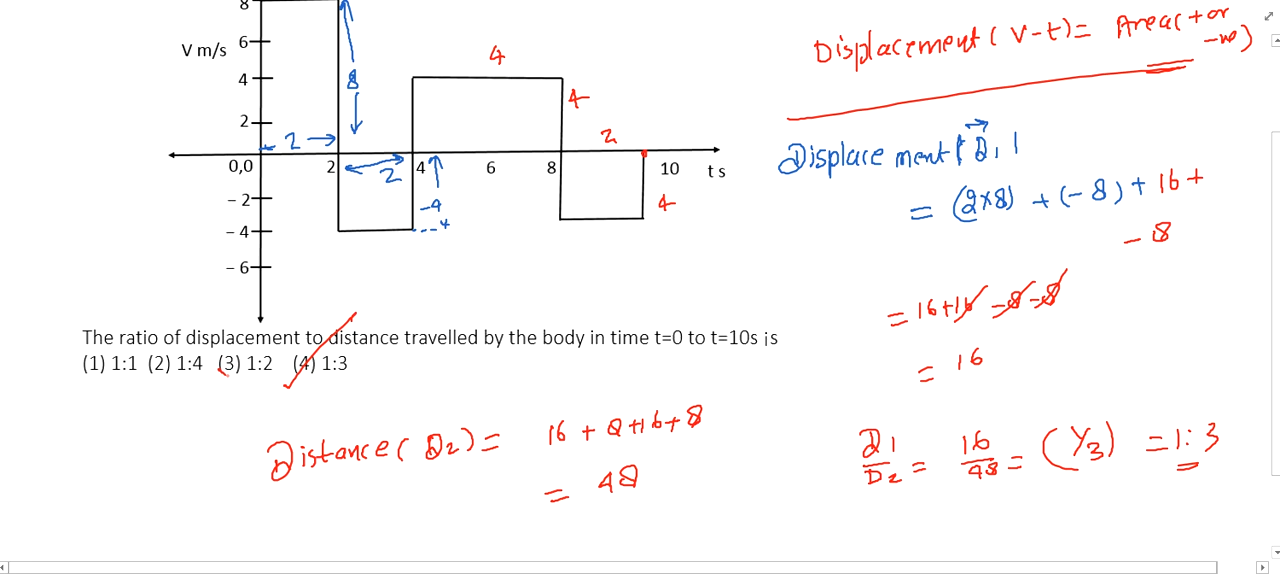 8
V m/s
6
4
2
0,0
2
4
6
8
10
t s
- 2
- 4
- 6
8
2
2
-4
-4
4
4
2
4
Displacement ( V-t) = Area (+ or
-ve)
Displacement | D1 |
= (2×8) + (-8) + 16 +
- 8
= 16+16 -8-8
= 16
The ratio of displacement to distance travelled by the body in time t=0 to t=10s is
(1) 1:1 (2) 1:4 (3) 1:2 (4) 1:3
Distance ( D2) = 16 + 8 +16+8
= 48
D1/D2 = 16/48 = (1/3) = 1:3